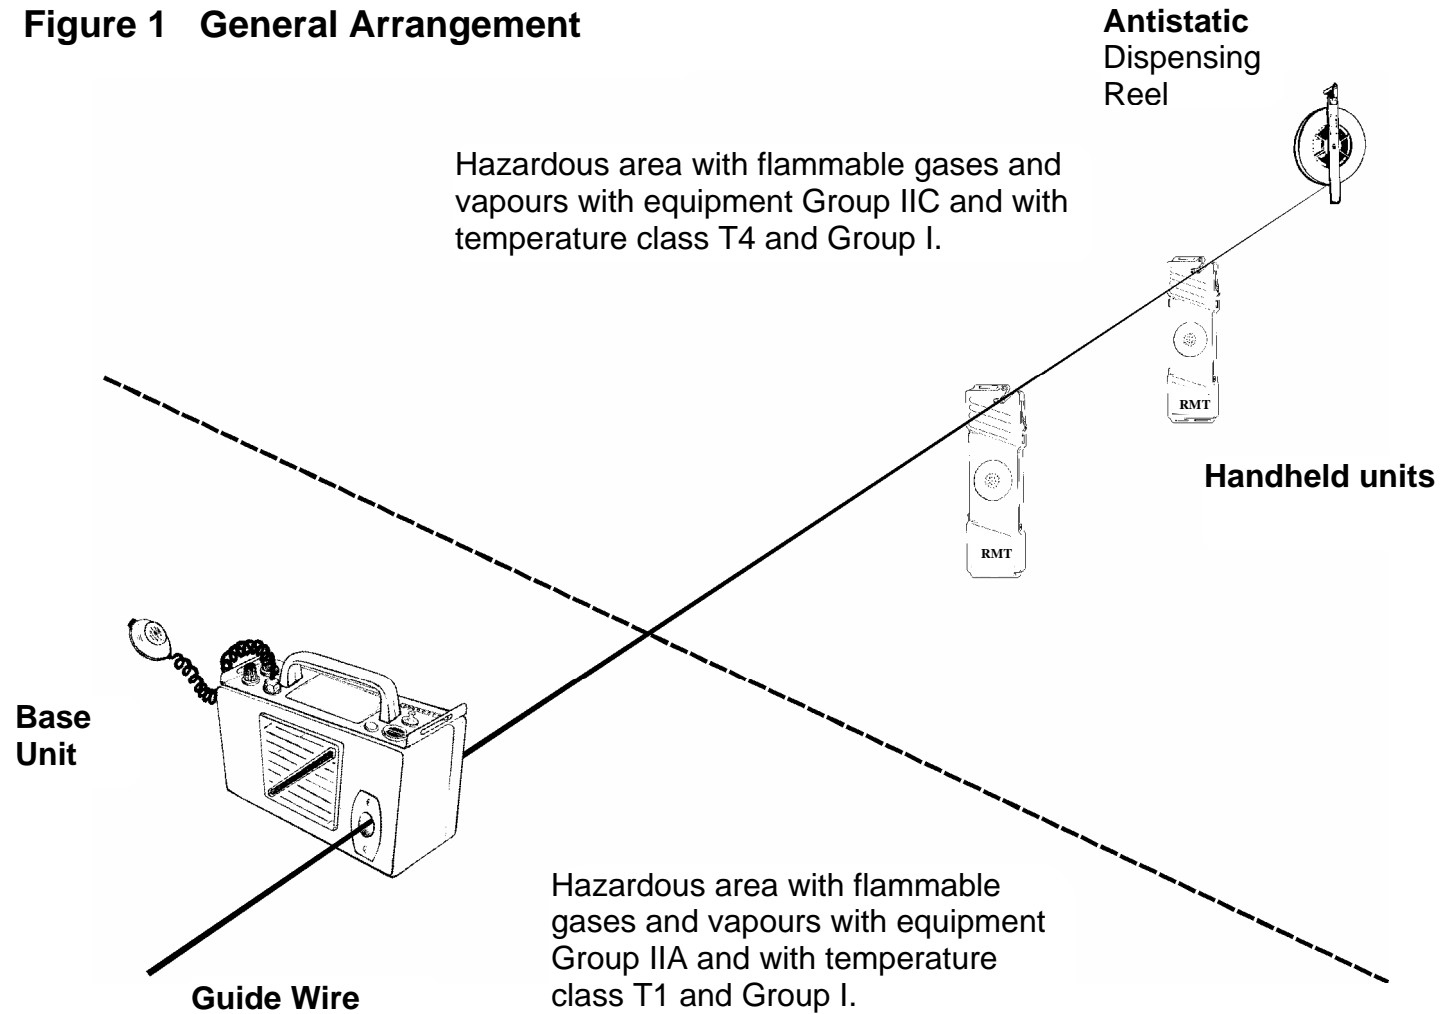 Figure 1 General Arrangement
Antistatic
Dispensing
Reel
Hazardous area with flammable gases and
vapours with equipment Group IIC and with
temperature class T4 and Group I.
RMT
Handheld units
RMT
Base
Unit
Hazardous area with flammable
gases and vapours with equipment
Group IIA and with temperature
class T1 and Group I.
Guide Wire